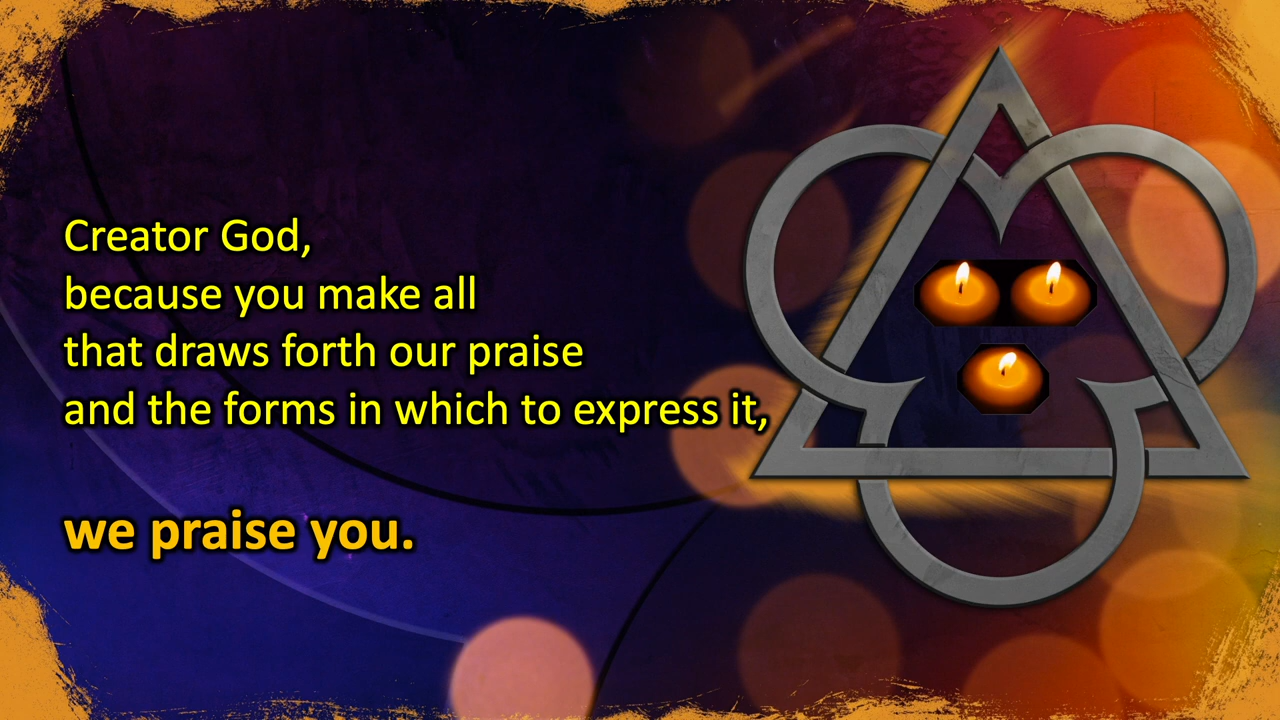 Creator God,
because you make all
that draws forth our praise
and the forms in which to express it,
we praise you.